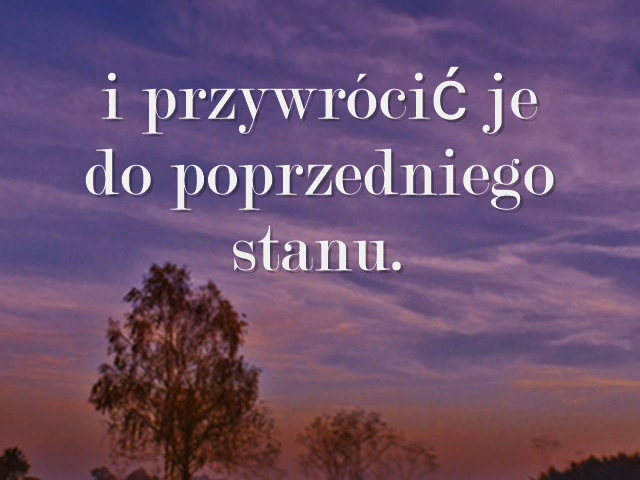 i przywrócić je
do poprzedniego
stanu.